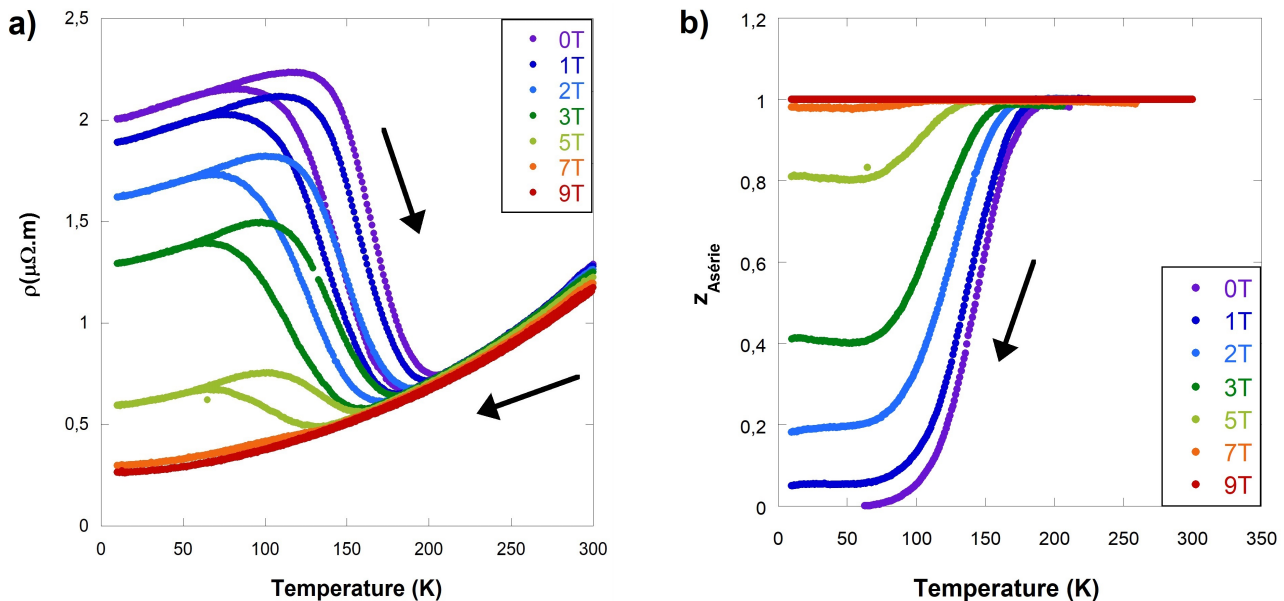 a)
2,5
2
1,5
1
0,5
0
ρ(μΩ.m)
0 50 100 150 200 250 300
Temperature (K)
0T
1T
2T
3T
5T
7T
9T
b)
1,2
1
0,8
0,6
0,4
0,2
0
zAsérie
0 50 100 150 200 250 300 350
Temperature (K)
0T
1T
2T
3T
5T
7T
9T